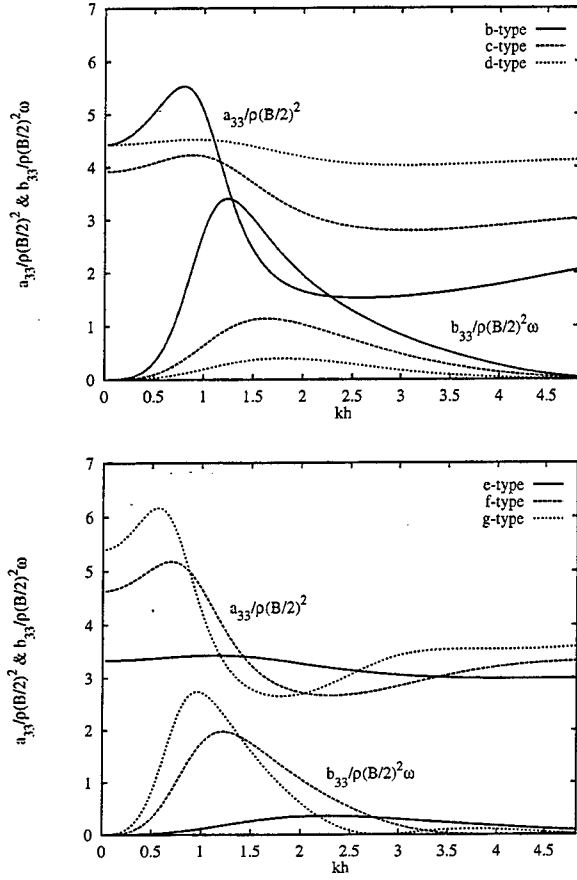 7
6
5
4
3
2
1
0
a33/ρ(B/2)² & b33/ρ(B/2)²ω
b-type
c-type
d-type
a33/ρ(B/2)²
b33/ρ(B/2)²ω
0 0.5 1 1.5 2 2.5 3 3.5 4 4.5
kh
7
6
5
4
3
2
1
0
a33/ρ(B/2)² & b33/ρ(B/2)²ω
e-type
f-type
g-type
a33/ρ(B/2)²
b33/ρ(B/2)²ω
0 0.5 1 1.5 2 2.5 3 3.5 4 4.5
kh